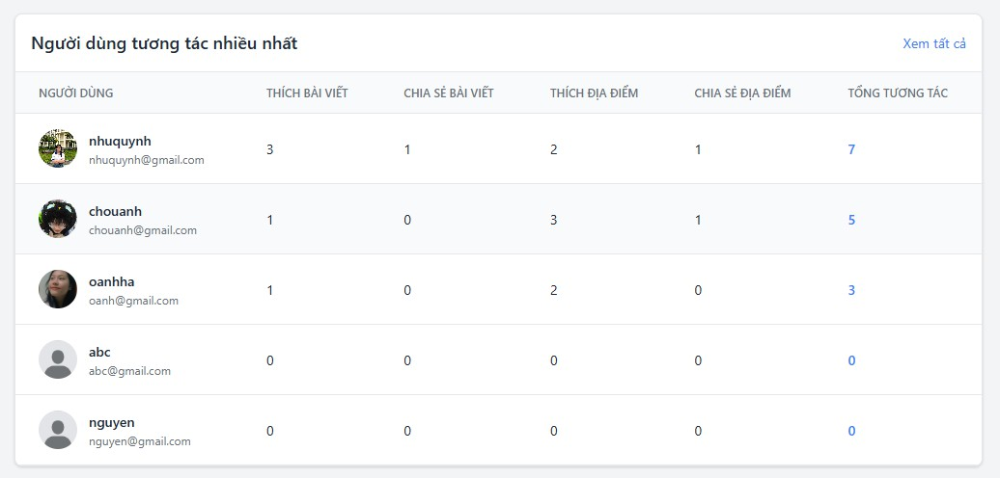 Người dùng tương tác nhiều nhất Xem tất cả
NGƯỜI DÙNG THÍCH BÀI VIẾT CHIA SẺ BÀI VIẾT THÍCH ĐỊA ĐIỂM CHIA SẺ ĐỊA ĐIỂM TỔNG TƯƠNG TÁC
nhuquynh
nhuquynh@gmail.com
3 1 2 1 7
chouanh
chouanh@gmail.com
1 0 3 1 5
oanhha
oanh@gmail.com
1 0 2 0 3
abc
abc@gmail.com
0 0 0 0 0
nguyen
nguyen@gmail.com
0 0 0 0 0